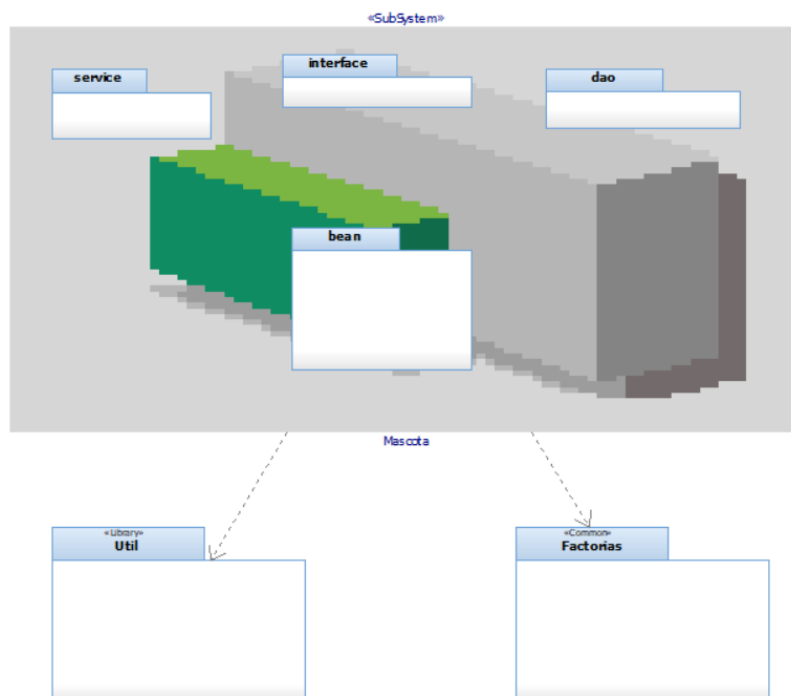 «SubSystem»
service
interface
dao
bean
Mascota
«Library»
Util
«Common»
Factorias